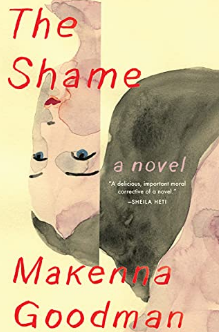 The
Shame
a novel
"A delicious, important moral
corrective of a novel."
—SHEILA HETI
Makenna
Goodman